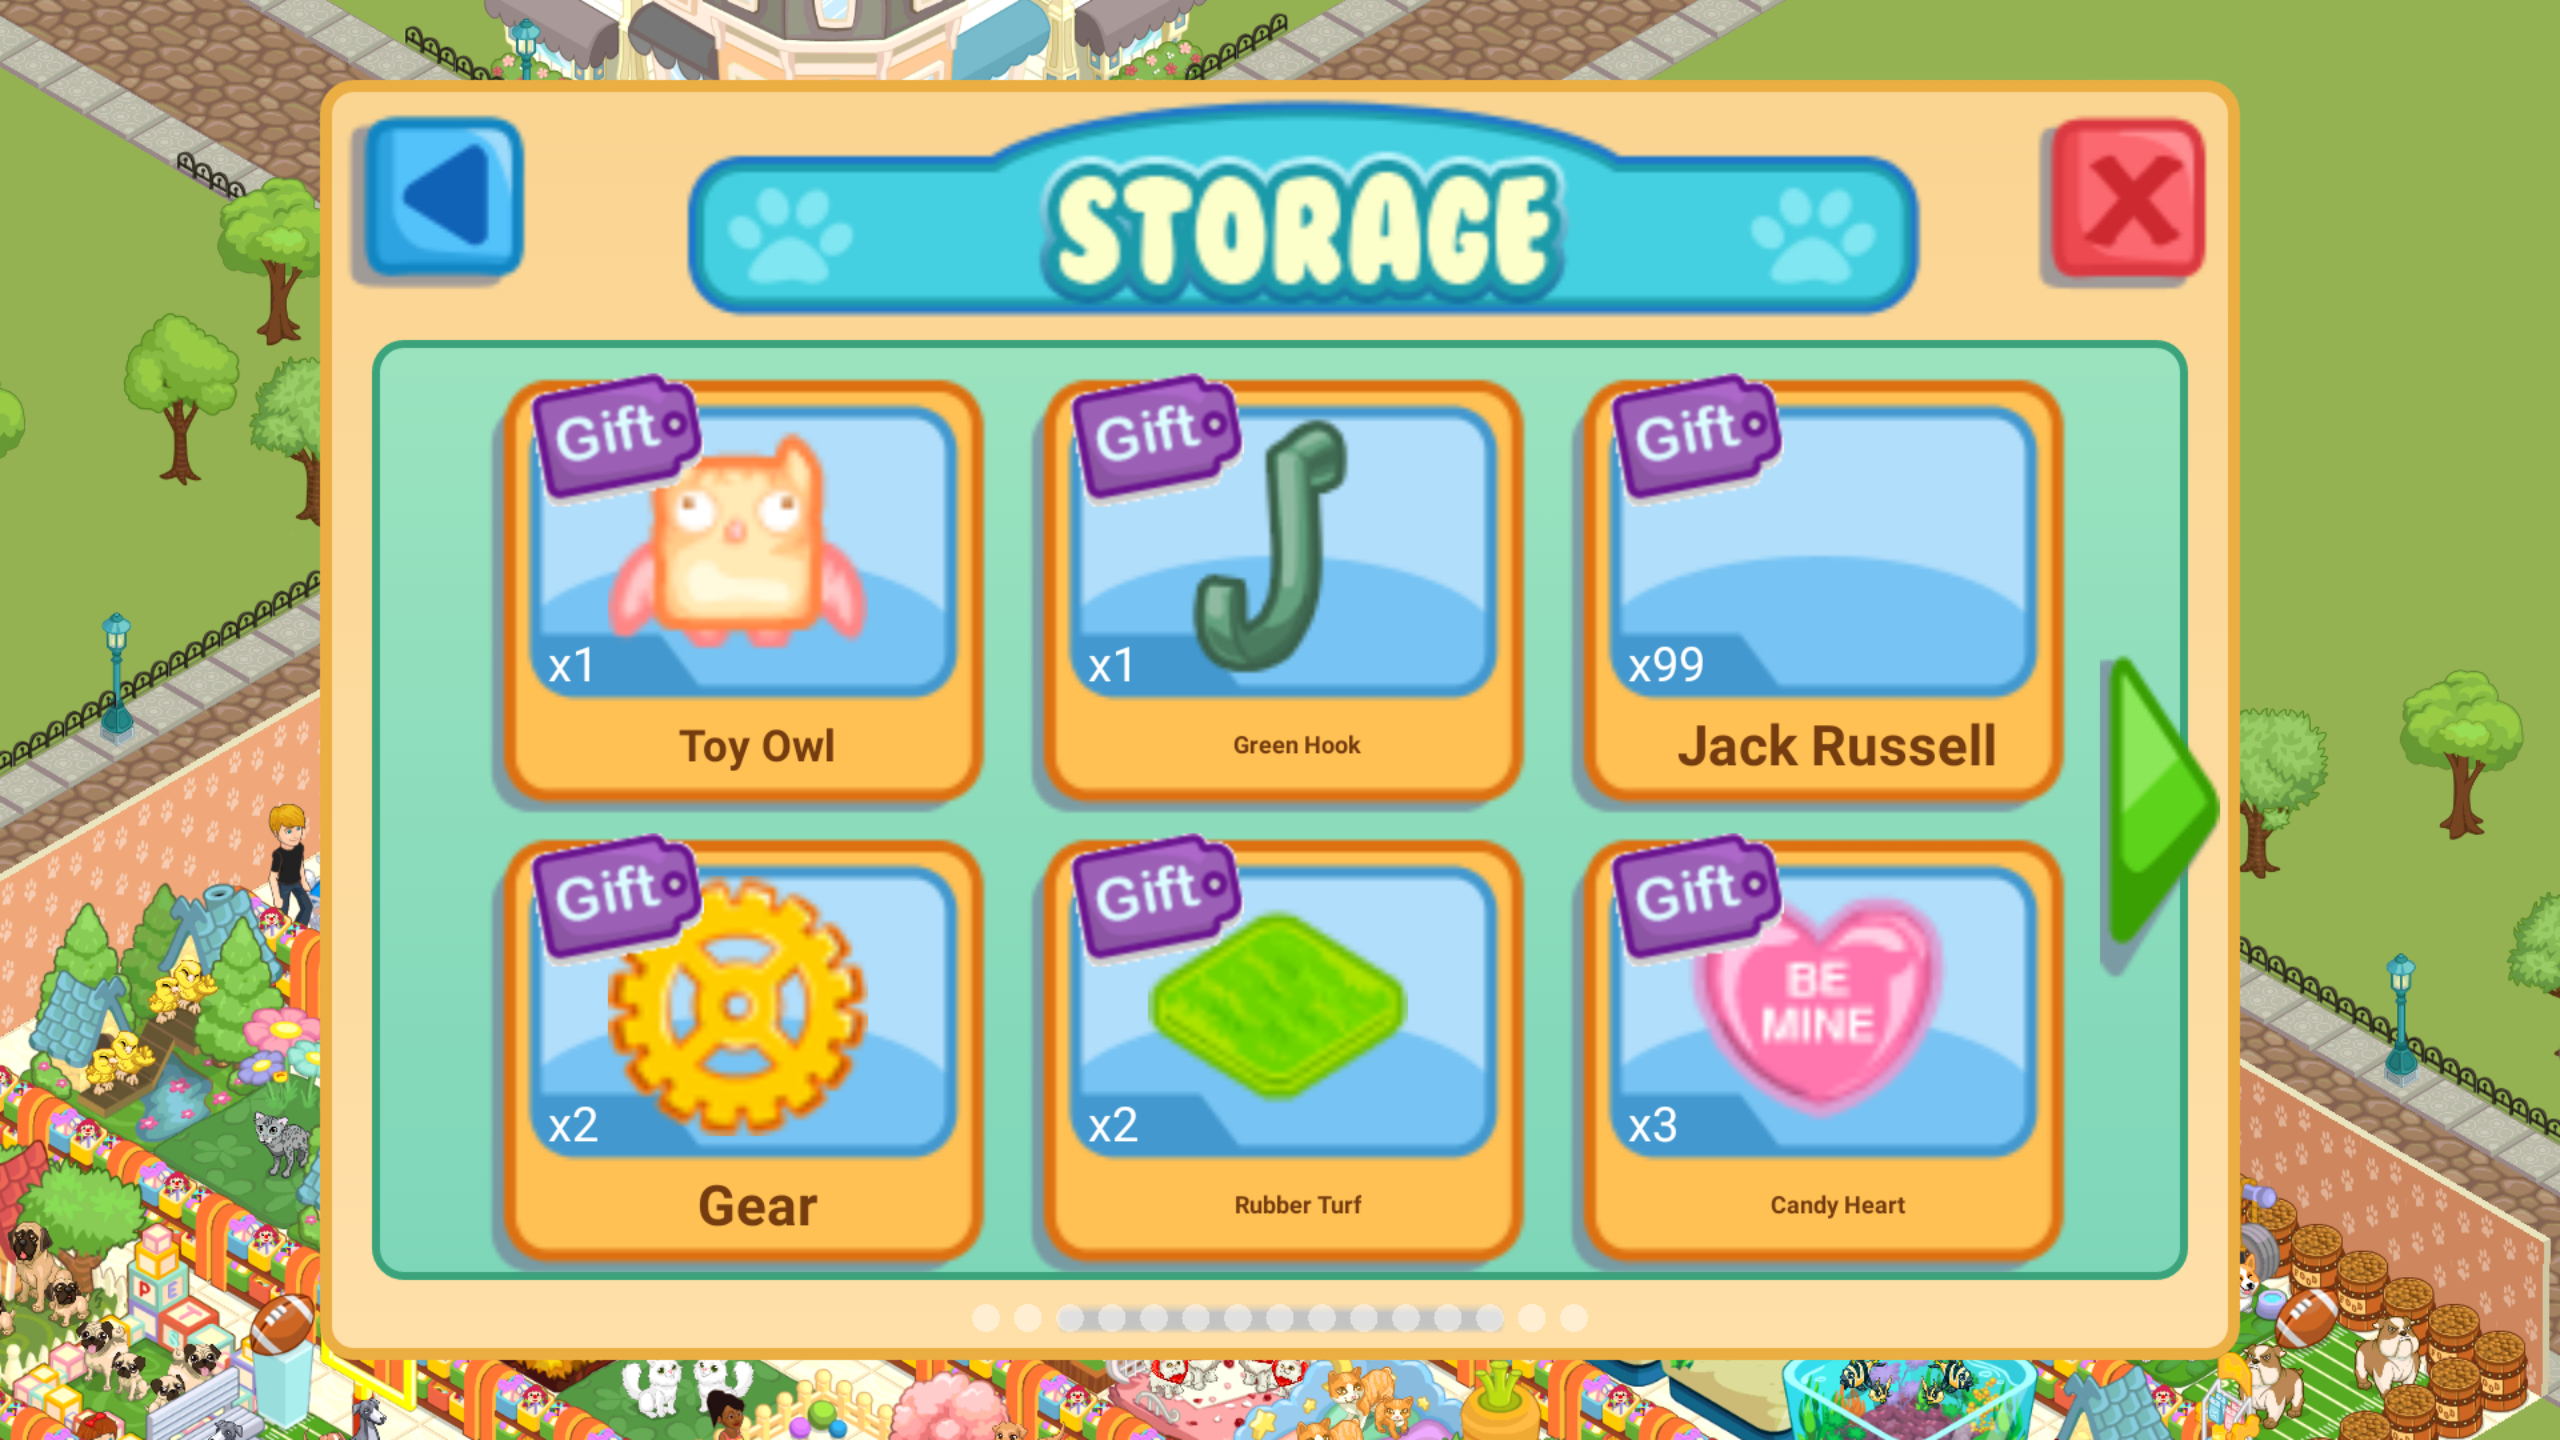 STORAGE
Gift
Gift
Gift
x1
x1
x99
Toy Owl
Green Hook
Jack Russell
Gift
Gift
Gift
BE
MINE
x2
x2
x3
Gear
Rubber Turf
Candy Heart
P
E
T
S